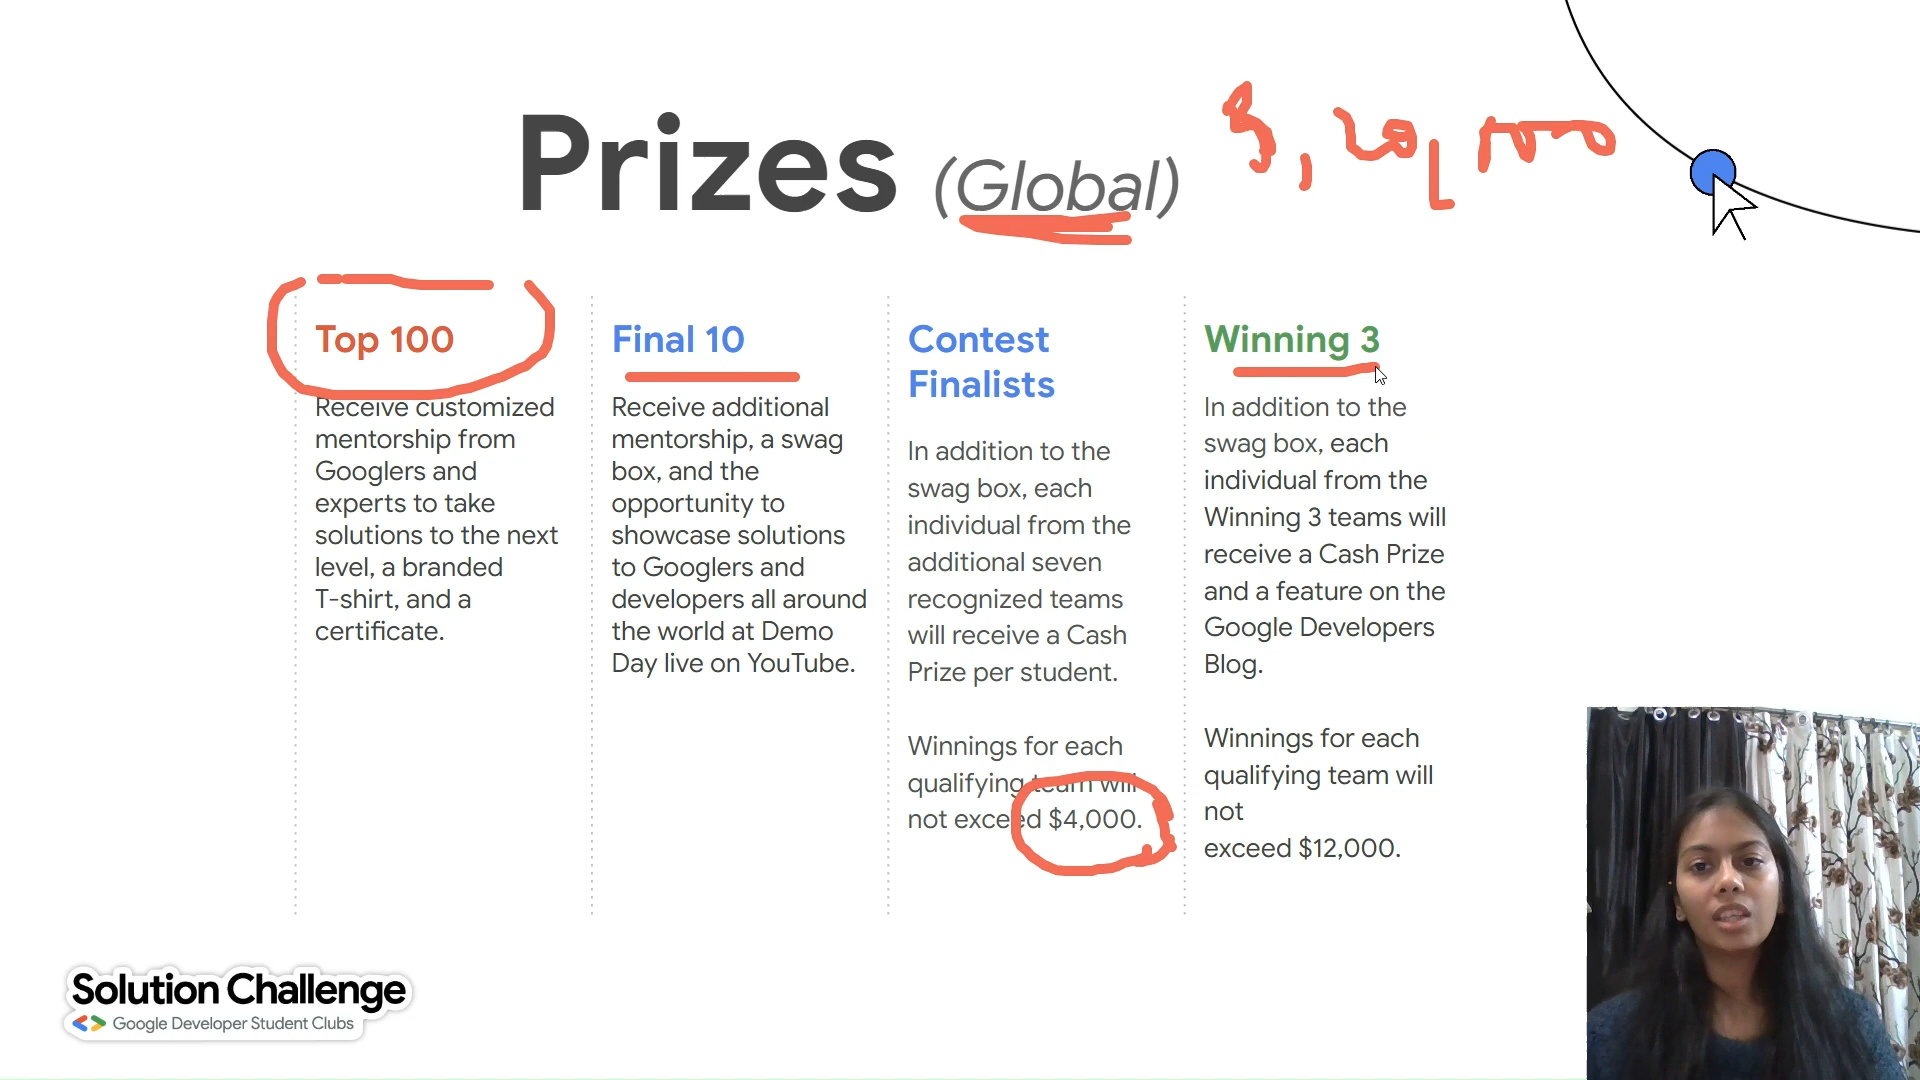 Prizes (Global)
3,20,000
Top 100
Receive customized
mentorship from
Googlers and
experts to take
solutions to the next
level, a branded
T-shirt, and a
certificate.
Final 10
Receive additional
mentorship, a swag
box, and the
opportunity to
showcase solutions
to Googlers and
developers all around
the world at Demo
Day live on YouTube.
Contest
Finalists
In addition to the
swag box, each
individual from the
additional seven
recognized teams
will receive a Cash
Prize per student.
Winnings for each
qualifying team will
not exceed $4,000.
Winning 3
In addition to the
swag box, each
individual from the
Winning 3 teams will
receive a Cash Prize
and a feature on the
Google Developers
Blog.
Winnings for each
qualifying team will
not
exceed $12,000.
Solution Challenge
Google Developer Student Clubs